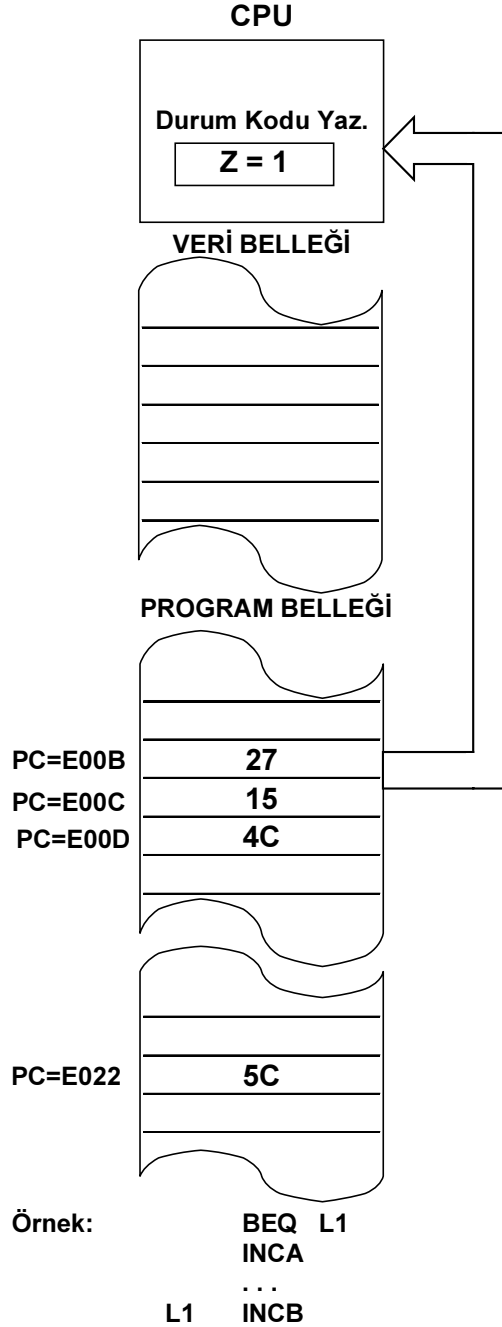 CPU
Durum Kodu Yaz.
Z = 1
VERİ BELLEĞİ
PROGRAM BELLEĞİ
PC=E00B 27
PC=E00C 15
PC=E00D 4C
PC=E022 5C
Örnek: BEQ L1
INCA
. . .
L1 INCB